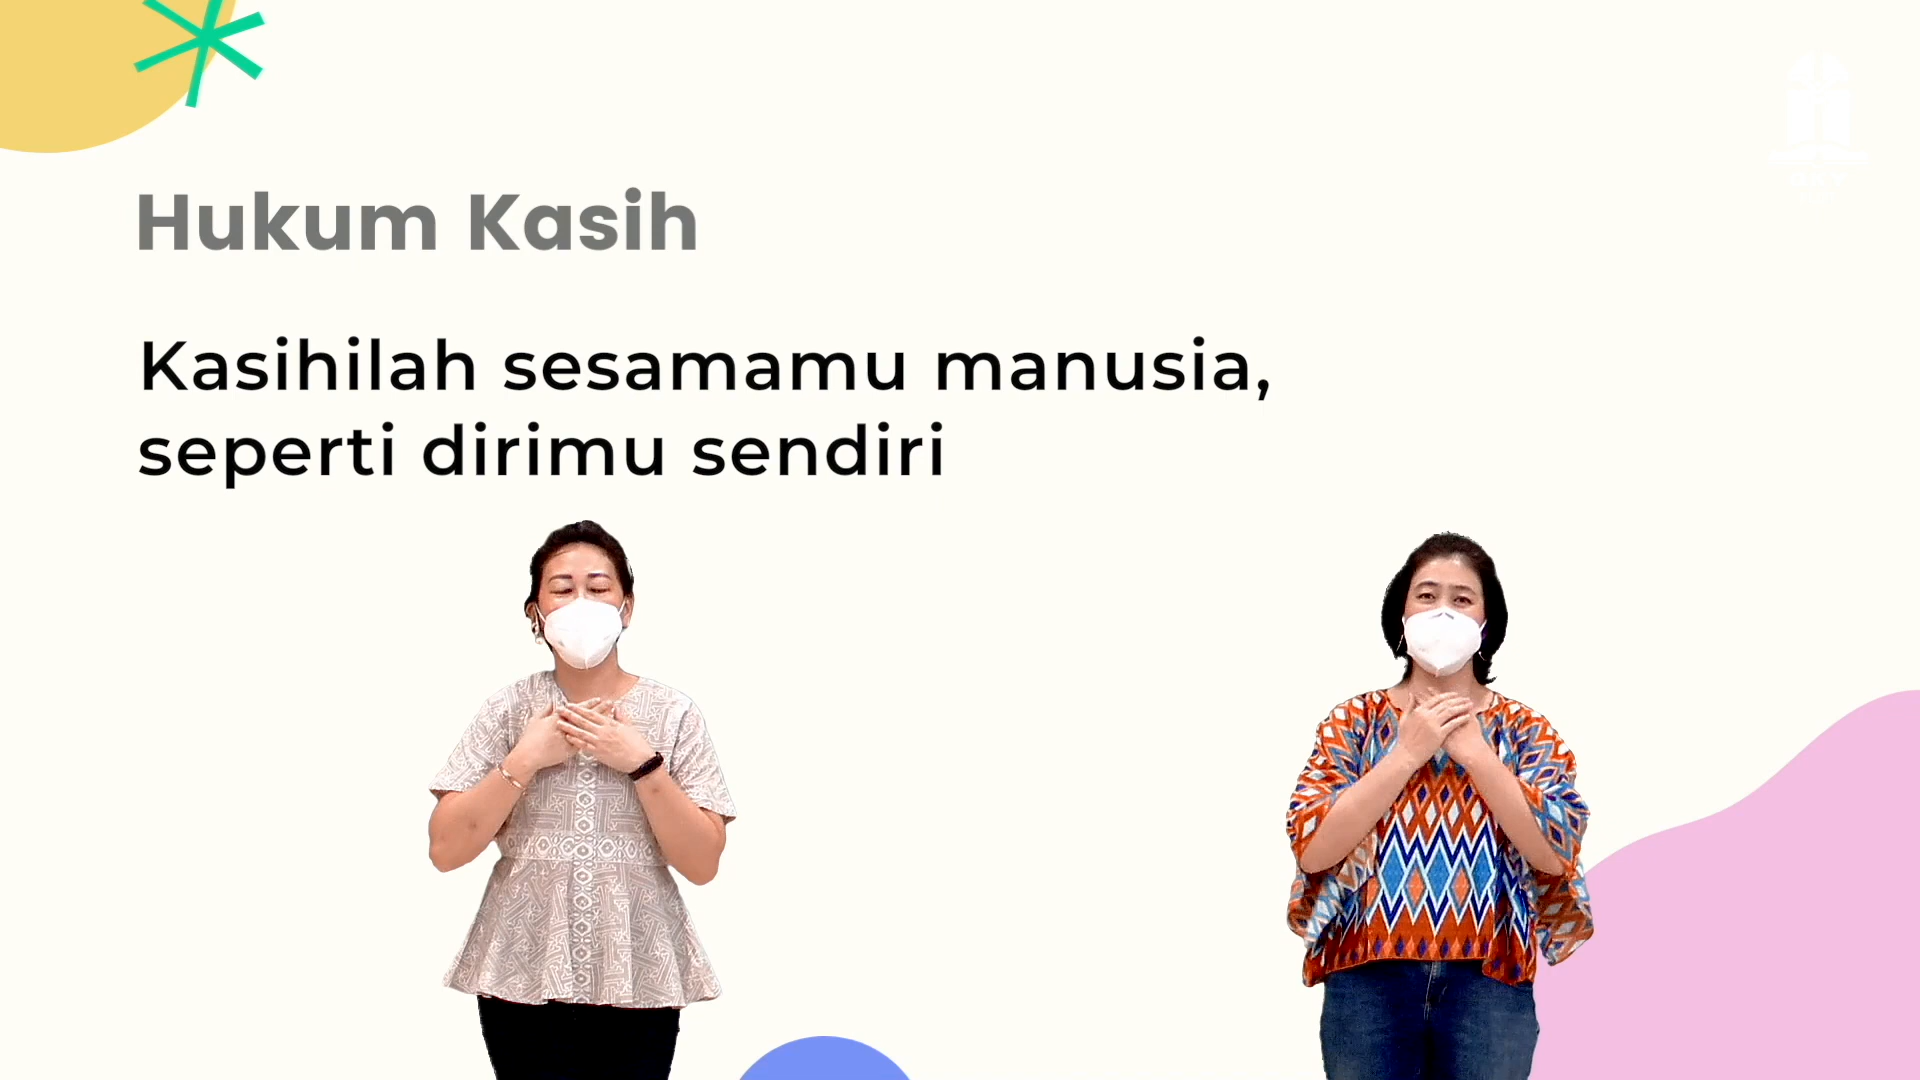 Hukum Kasih
Kasihilah sesamamu manusia,
seperti dirimu sendiri